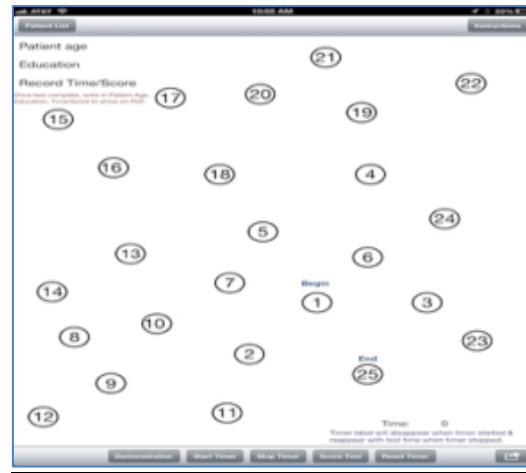 AT&T 10:55 AM
Patient List Instructions
Patient age
Education
Record Time/Score
Once test complete, write in Patient Age,
Education, Time/Score to show on PDF.
21
22
20
17
19
15
16
18
4
24
5
13
6
7
14
Begin
1
3
10
8
23
2
End
25
9
11
12
Time: 0
Timer label will disappear when timer started &
reappear with test time when timer stopped.
Demonstration Start Timer Stop Timer Score Test Reset Timer